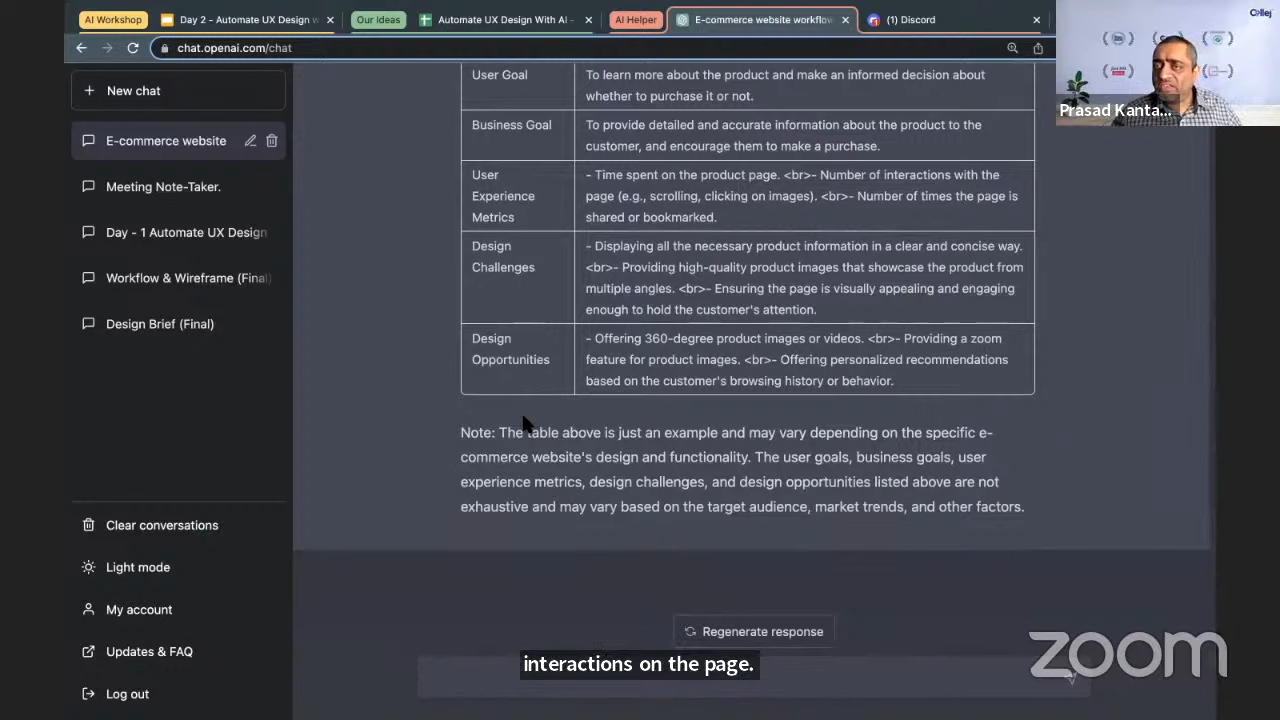 AI Workshop
Day 2 - Automate UX Design w
Our Ideas
Automate UX Design With AI -
AI Helper
E-commerce website workflow
(1) Discord
chat.openai.com/chat
New chat
E-commerce website
Meeting Note-Taker.
Day - 1 Automate UX Design
Workflow & Wireframe (Final)
Design Brief (Final)
Clear conversations
Light mode
My account
Updates & FAQ
Log out
User Goal
To learn more about the product and make an informed decision about
whether to purchase it or not.
Business Goal
To provide detailed and accurate information about the product to the
customer, and encourage them to make a purchase.
User
Experience
Metrics
- Time spent on the product page. <br>- Number of interactions with the
page (e.g., scrolling, clicking on images). <br>- Number of times the page is
shared or bookmarked.
Design
Challenges
- Displaying all the necessary product information in a clear and concise way.
<br>- Providing high-quality product images that showcase the product from
multiple angles. <br>- Ensuring the page is visually appealing and engaging
enough to hold the customer's attention.
Design
Opportunities
- Offering 360-degree product images or videos. <br>- Providing a zoom
feature for product images. <br>- Offering personalized recommendations
based on the customer's browsing history or behavior.
Note: The table above is just an example and may vary depending on the specific e-
commerce website's design and functionality. The user goals, business goals, user
experience metrics, design challenges, and design opportunities listed above are not
exhaustive and may vary based on the target audience, market trends, and other factors.
Regenerate response
interactions on the page.
Prasad Kanta...
zoom